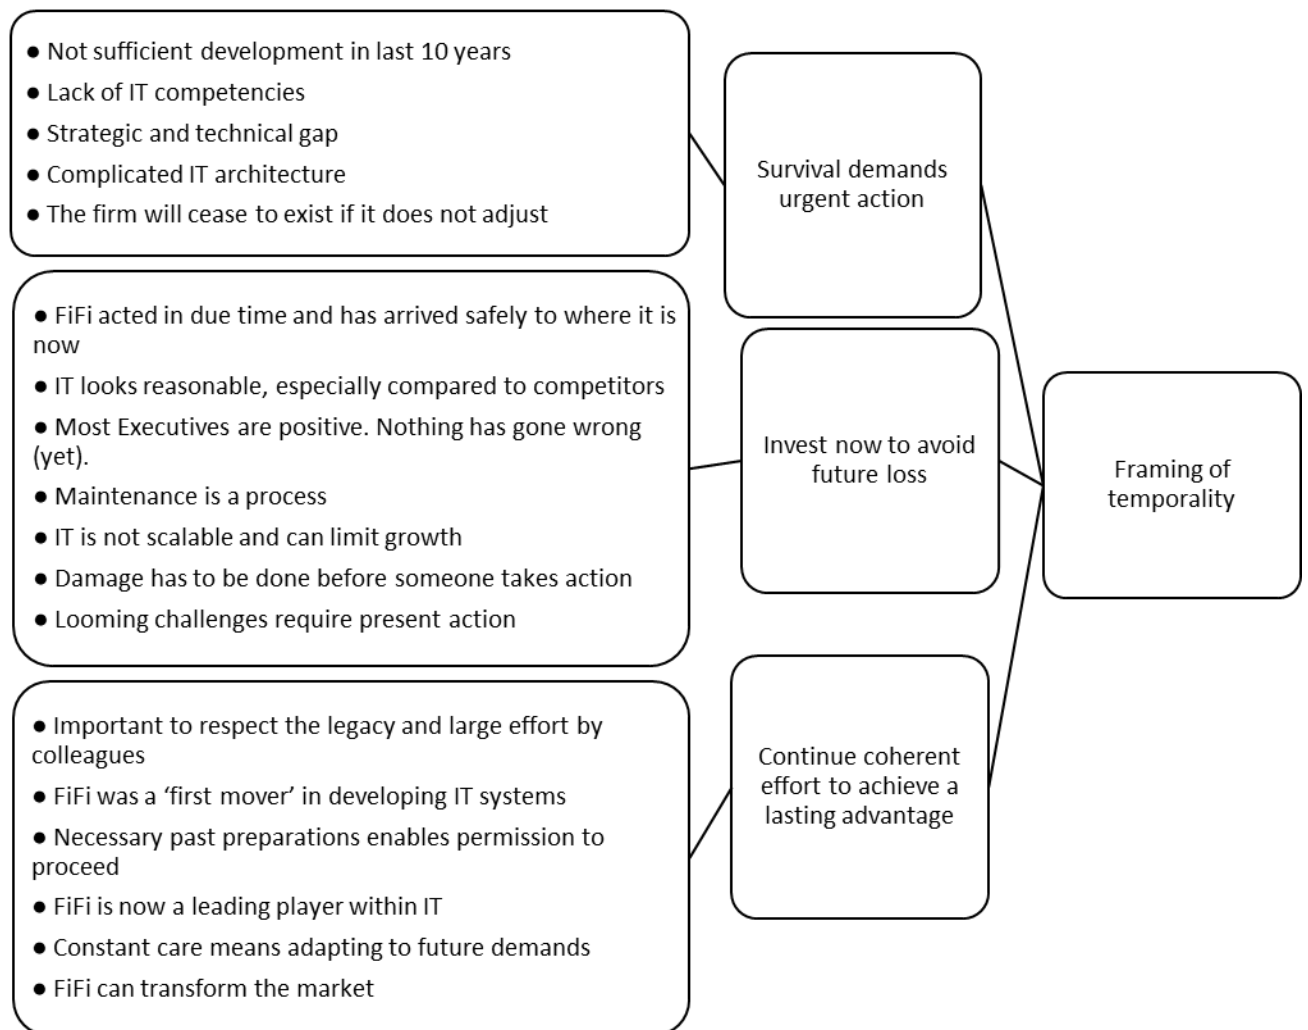 ● Not sufficient development in last 10 years
● Lack of IT competencies
● Strategic and technical gap
● Complicated IT architecture
● The firm will cease to exist if it does not adjust
Survival demands
urgent action
● FiFi acted in due time and has arrived safely to where it is
now
● IT looks reasonable, especially compared to competitors
● Most Executives are positive. Nothing has gone wrong
(yet).
● Maintenance is a process
● IT is not scalable and can limit growth
● Damage has to be done before someone takes action
● Looming challenges require present action
Invest now to avoid
future loss
Framing of
temporality
● Important to respect the legacy and large effort by
colleagues
● FiFi was a ‘first mover’ in developing IT systems
● Necessary past preparations enables permission to
proceed
● FiFi is now a leading player within IT
● Constant care means adapting to future demands
● FiFi can transform the market
Continue coherent
effort to achieve a
lasting advantage